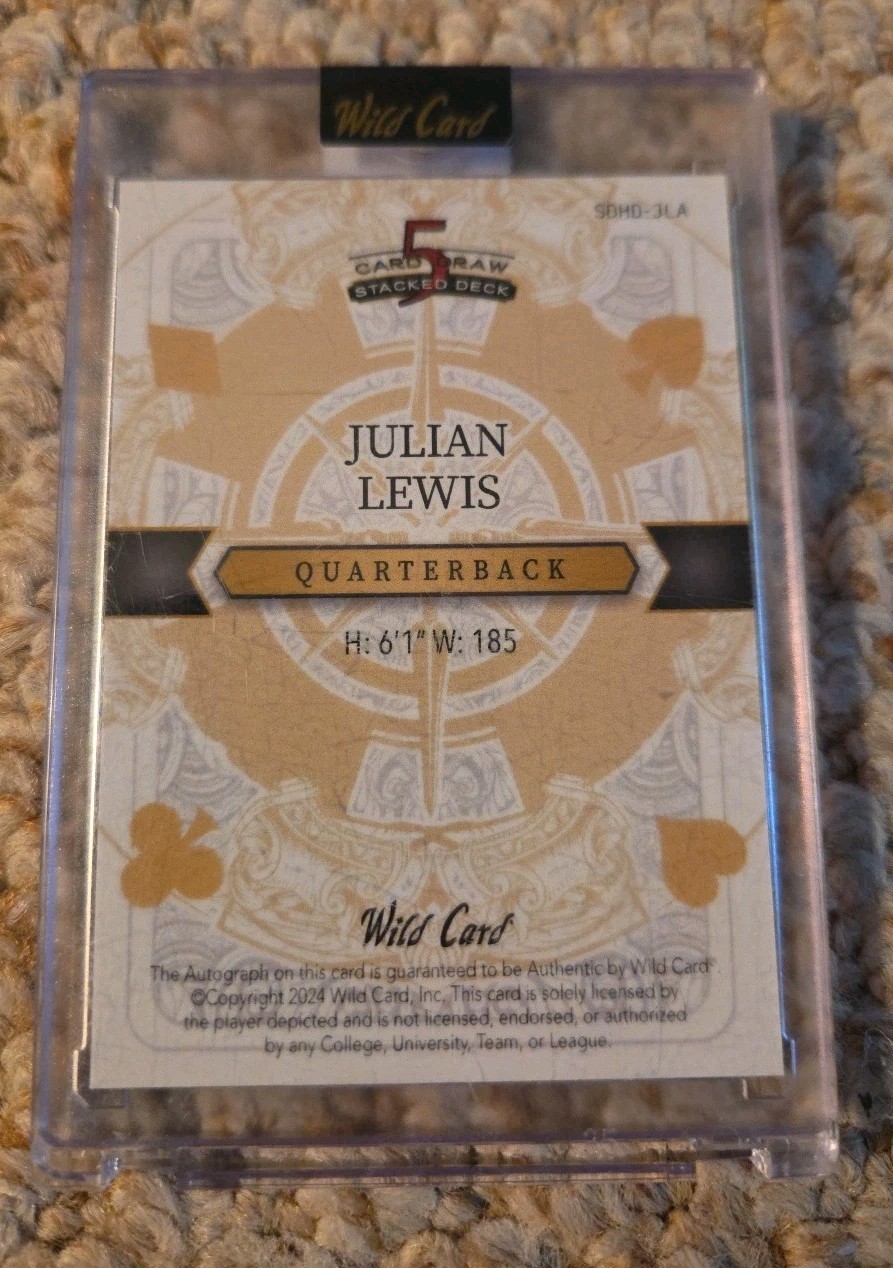 Wild Card
SDHD-JLA
5
CARD DRAW
STACKED DECK
JULIAN
LEWIS
QUARTERBACK
H: 6'1" W: 185
Wild Card
The Autograph on this card is guaranteed to be Authentic by Wild Card®.
©Copyright 2024 Wild Card, Inc. This card is solely licensed by
the player depicted and is not licensed, endorsed, or authorized
by any College, University, Team, or League.